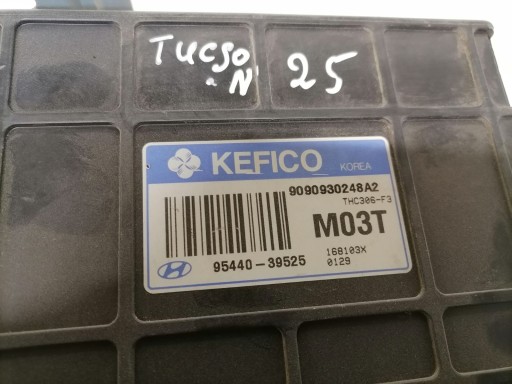 TUCSO
N 25
KEFICO KOREA
9090930248A2
THC306-F3
M03T
95440-39525
168103X
0129